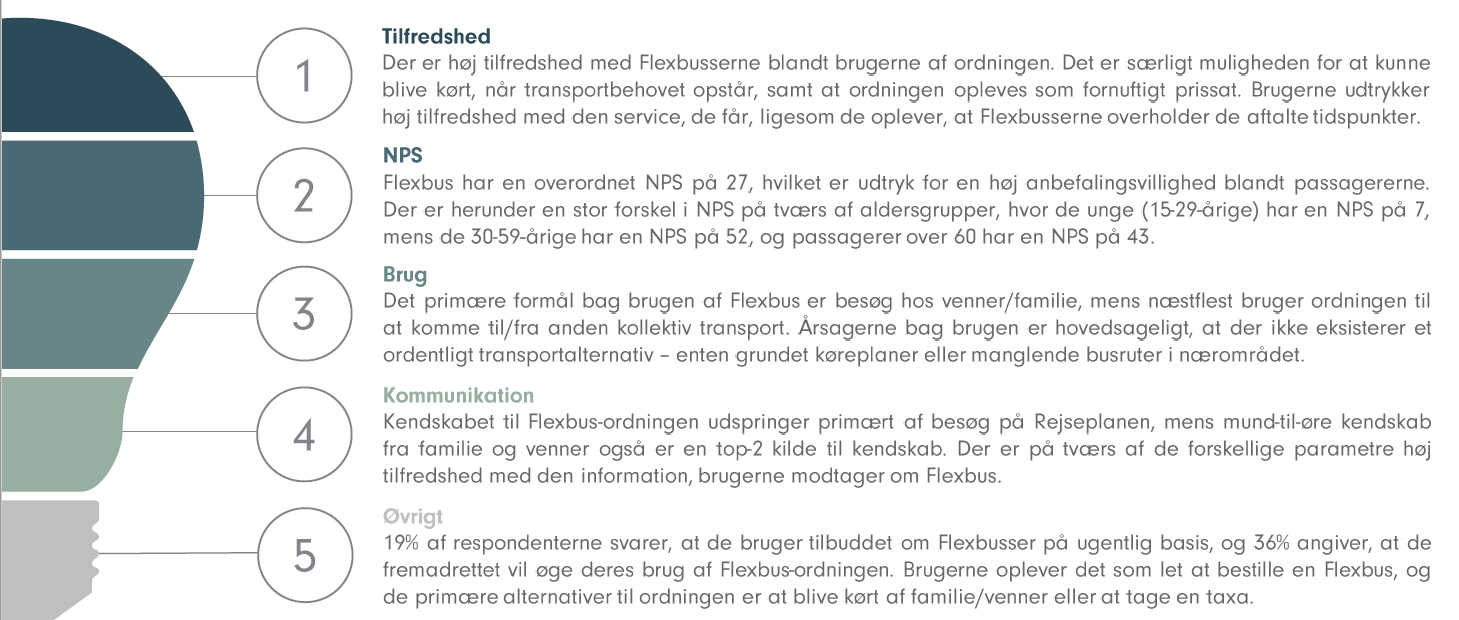 1
Tilfredshed
Der er høj tilfredshed med Flexbusserne blandt brugerne af ordningen. Det er særligt muligheden for at kunne
blive kørt, når transportbehovet opstår, samt at ordningen opleves som fornuftigt prissat. Brugerne udtrykker
høj tilfredshed med den service, de får, ligesom de oplever, at Flexbusserne overholder de aftalte tidspunkter.
2
NPS
Flexbus har en overordnet NPS på 27, hvilket er udtryk for en høj anbefalingsvillighed blandt passagererne.
Der er herunder en stor forskel i NPS på tværs af aldersgrupper, hvor de unge (15-29-årige) har en NPS på 7,
mens de 30-59-årige har en NPS på 52, og passagerer over 60 har en NPS på 43.
3
Brug
Det primære formål bag brugen af Flexbus er besøg hos venner/familie, mens næstflest bruger ordningen til
at komme til/fra anden kollektiv transport. Årsagerne bag brugen er hovedsageligt, at der ikke eksisterer et
ordentligt transportalternativ – enten grundet køreplaner eller manglende busruter i nærområdet.
4
Kommunikation
Kendskabet til Flexbus-ordningen udspringer primært af besøg på Rejseplanen, mens mund-til-øre kendskab
fra familie og venner også er en top-2 kilde til kendskab. Der er på tværs af de forskellige parametre høj
tilfredshed med den information, brugerne modtager om Flexbus.
5
Øvrigt
19% af respondenterne svarer, at de bruger tilbuddet om Flexbusser på ugentlig basis, og 36% angiver, at de
fremadrettet vil øge deres brug af Flexbus-ordningen. Brugerne oplever det som let at bestille en Flexbus, og
de primære alternativer til ordningen er at blive kørt af familie/venner eller at tage en taxa.